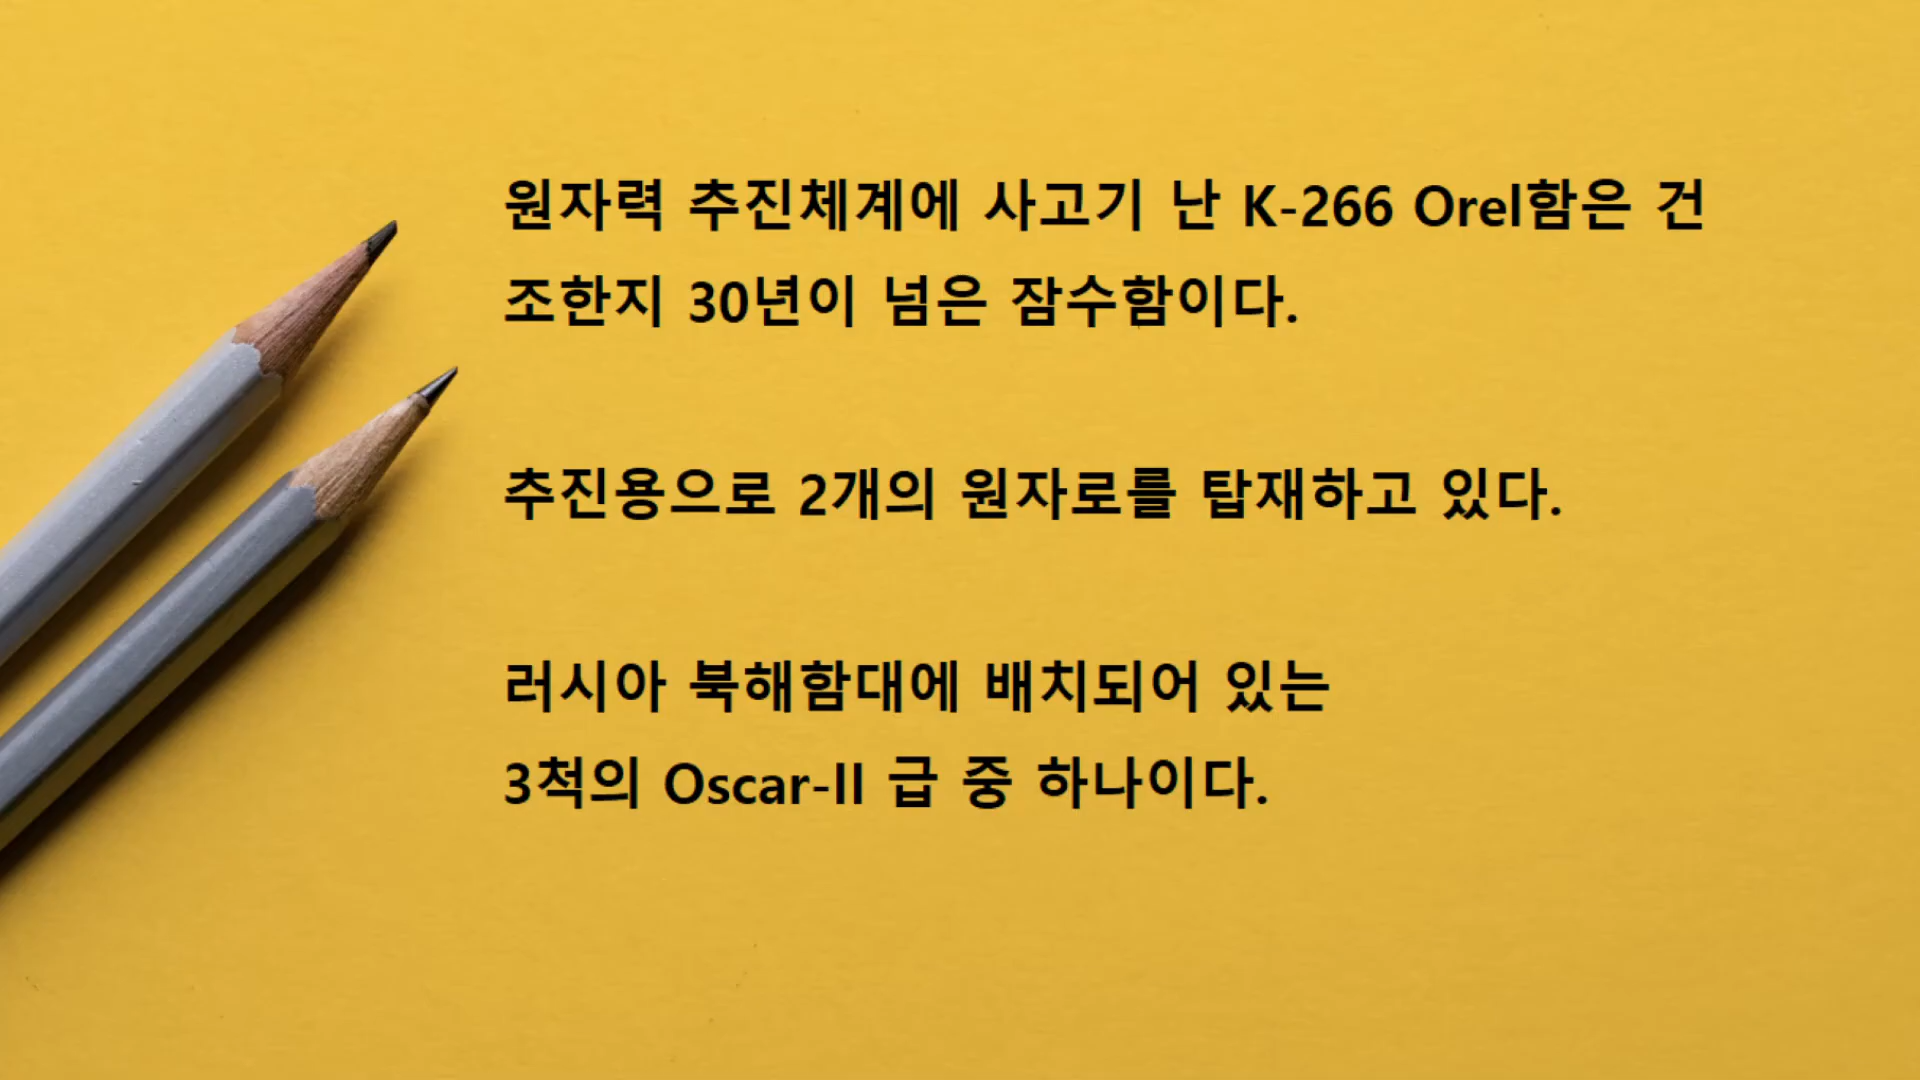 원자력 추진체계에 사고기 난 K-266 Orel함은 건
조한지 30년이 넘은 잠수함이다.
추진용으로 2개의 원자로를 탑재하고 있다.
러시아 북해함대에 배치되어 있는
3척의 Oscar-II 급 중 하나이다.